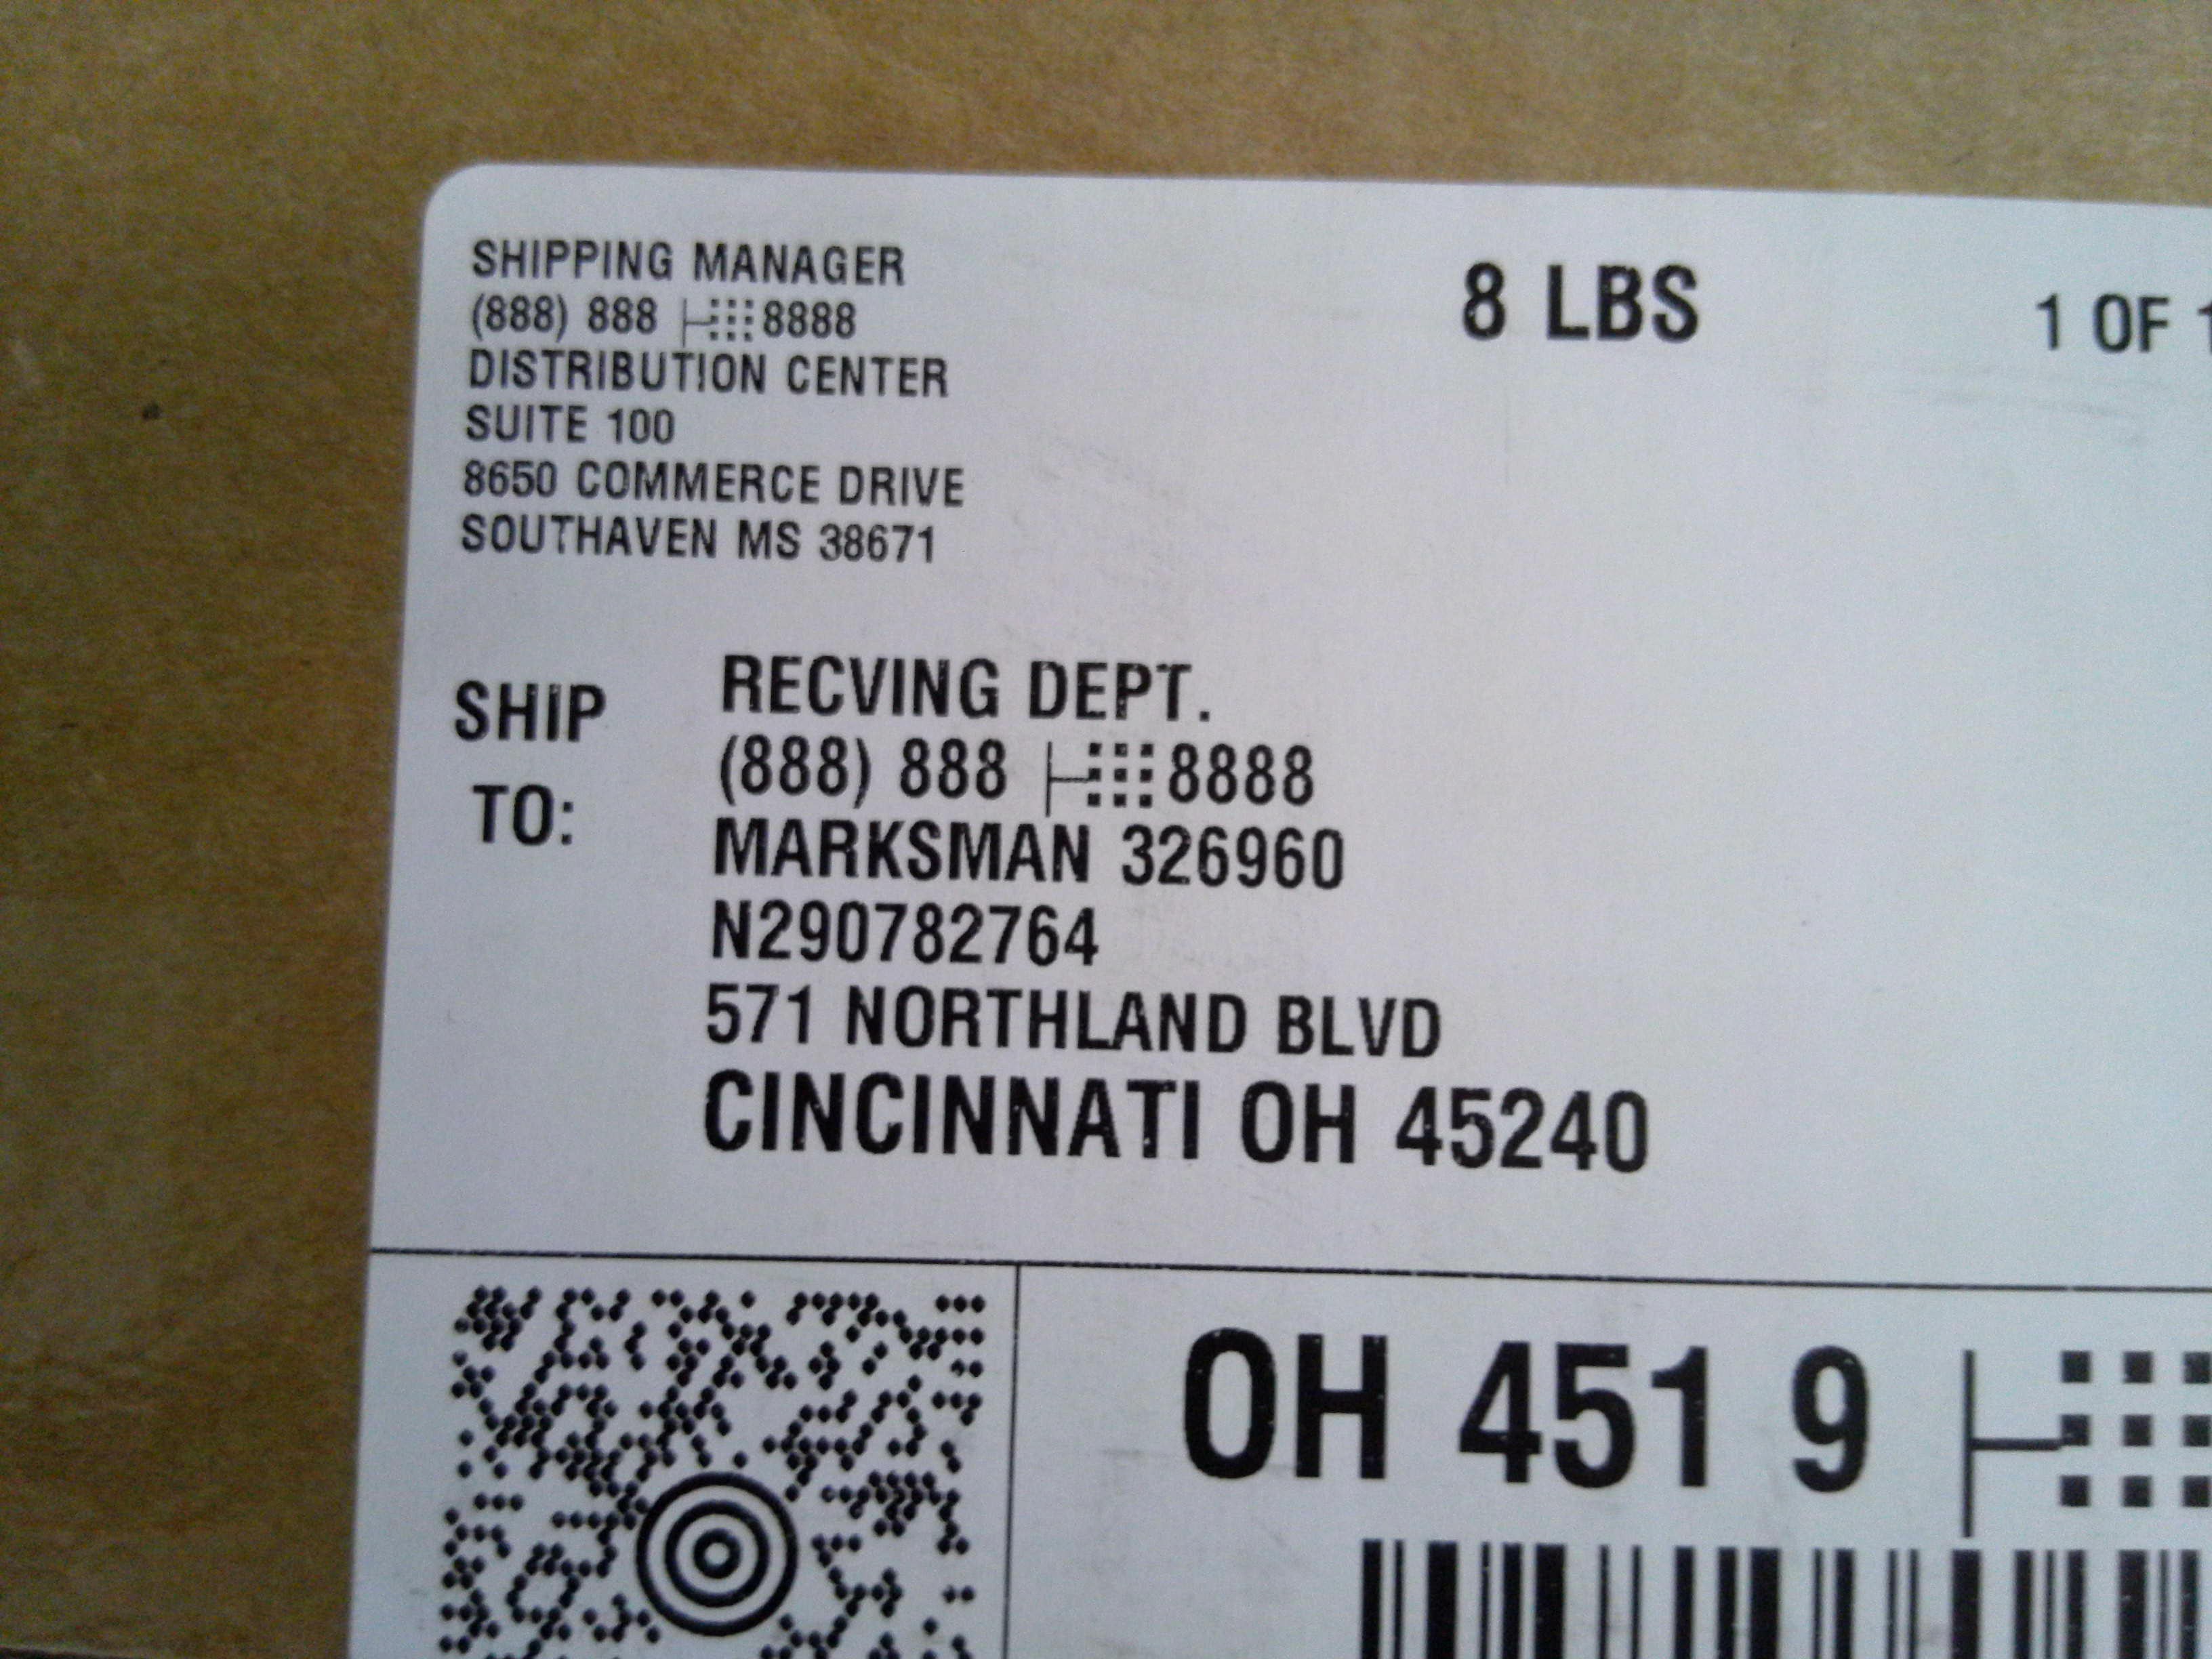 SHIPPING MANAGER
(888) 888 8888
DISTRIBUTION CENTER
SUITE 100
8650 COMMERCE DRIVE
SOUTHAVEN MS 38671
8 LBS
1 OF 1
SHIP
TO:
RECVING DEPT.
(888) 888 8888
MARKSMAN 326960
N290782764
571 NORTHLAND BLVD
CINCINNATI OH 45240
OH 451 9